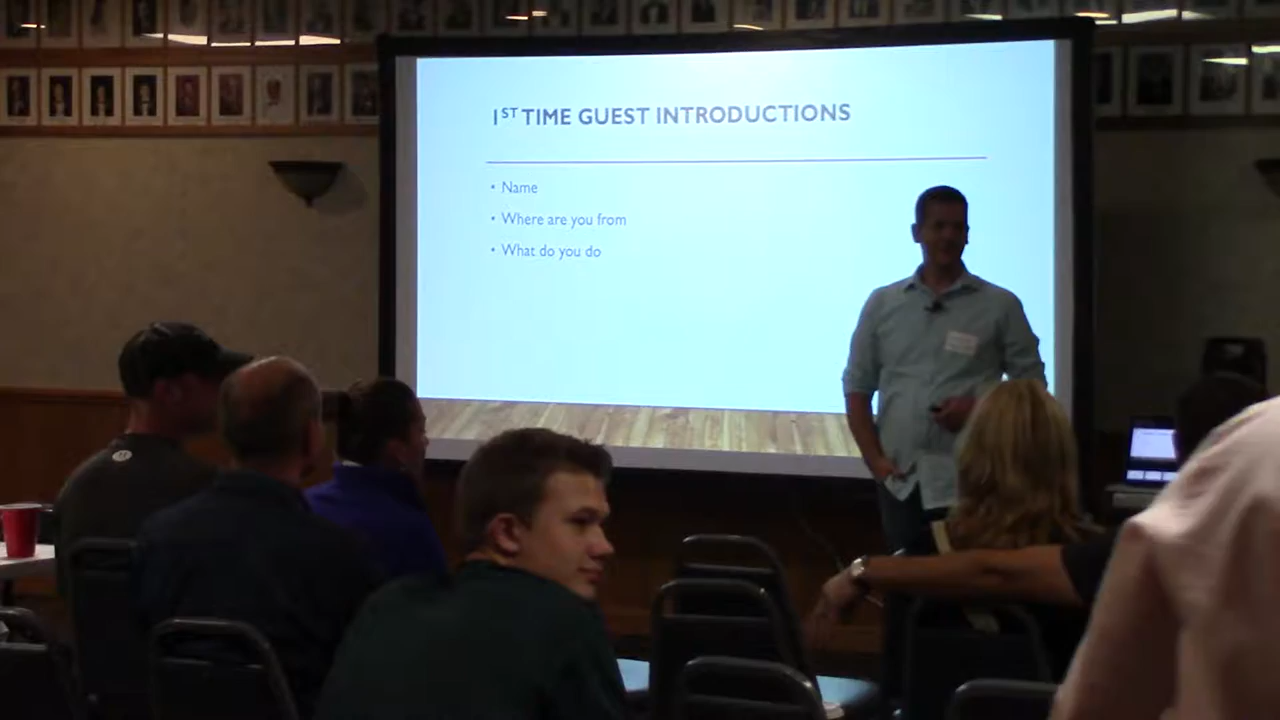 1ST TIME GUEST INTRODUCTIONS
• Name
• Where are you from
• What do you do